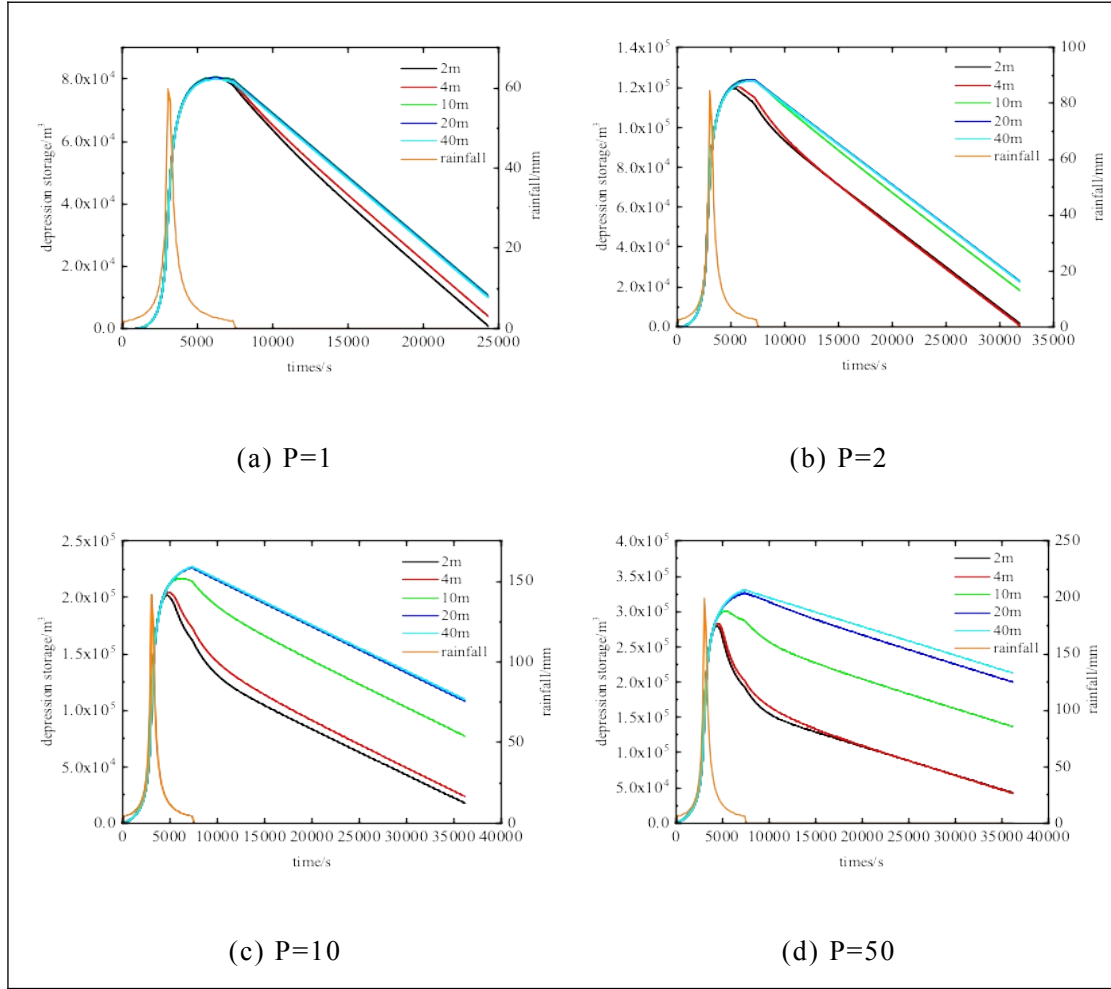 8.0x10⁴
6.0x10⁴
4.0x10⁴
2.0x10⁴
0.0
depression storage/m³
0 5000 10000 15000 20000 25000
times/s
60
40
20
0
rainfall/mm
2m
4m
10m
20m
40m
rainfall
(a) P=1
1.4x10⁵
1.2x10⁵
1.0x10⁵
8.0x10⁴
6.0x10⁴
4.0x10⁴
2.0x10⁴
0.0
depression storage/m³
0 5000 10000 15000 20000 25000 30000 35000
times/s
100
80
60
40
20
0
rainfall/mm
2m
4m
10m
20m
40m
rainfall
(b) P=2
2.5x10⁵
2.0x10⁵
1.5x10⁵
1.0x10⁵
5.0x10⁴
0.0
depression storage/m³
0 5000 10000 15000 20000 25000 30000 35000 40000
time/s
150
100
50
0
rainfall/mm
2m
4m
10m
20m
40m
rainfall
(c) P=10
4.0x10⁵
3.5x10⁵
3.0x10⁵
2.5x10⁵
2.0x10⁵
1.5x10⁵
1.0x10⁵
5.0x10⁴
0.0
depression storage/m³
0 5000 10000 15000 20000 25000 30000 35000 40000
times/s
250
200
150
100
50
0
rainfall/mm
2m
4m
10m
20m
40m
rainfall
(d) P=50